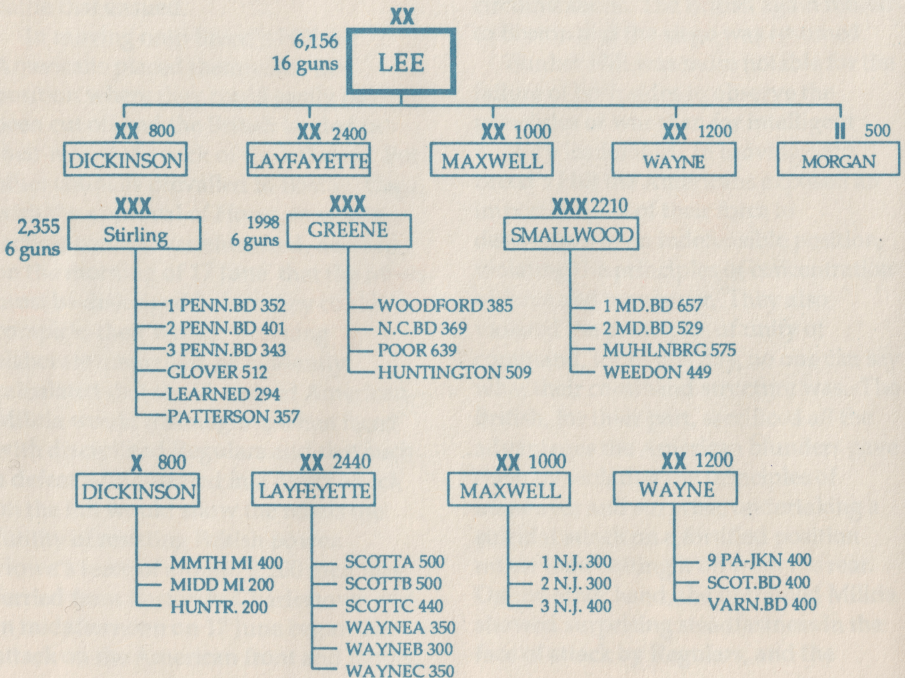 XX
6,156
16 guns
LEE
XX 800
DICKINSON
XX 2400
LAYFAYETTE
XX 1000
MAXWELL
XX 1200
WAYNE
II 500
MORGAN
XXX
2,355
6 guns
Stirling
1 PENN.BD 352
2 PENN.BD 401
3 PENN.BD 343
GLOVER 512
LEARNED 294
PATTERSON 357
XXX
1998
6 guns
GREENE
WOODFORD 385
N.C.BD 369
POOR 639
HUNTINGTON 509
XXX 2210
SMALLWOOD
1 MD.BD 657
2 MD.BD 529
MUHLNBRG 575
WEEDON 449
X 800
DICKINSON
MMTH MI 400
MIDD MI 200
HUNTR. 200
XX 2440
LAYFEYETTE
SCOTTA 500
SCOTTB 500
SCOTTC 440
WAYNEA 350
WAYNEB 300
WAYNEC 350
XX 1000
MAXWELL
1 N.J. 300
2 N.J. 300
3 N.J. 400
XX 1200
WAYNE
9 PA-JKN 400
SCOT.BD 400
VARN.BD 400